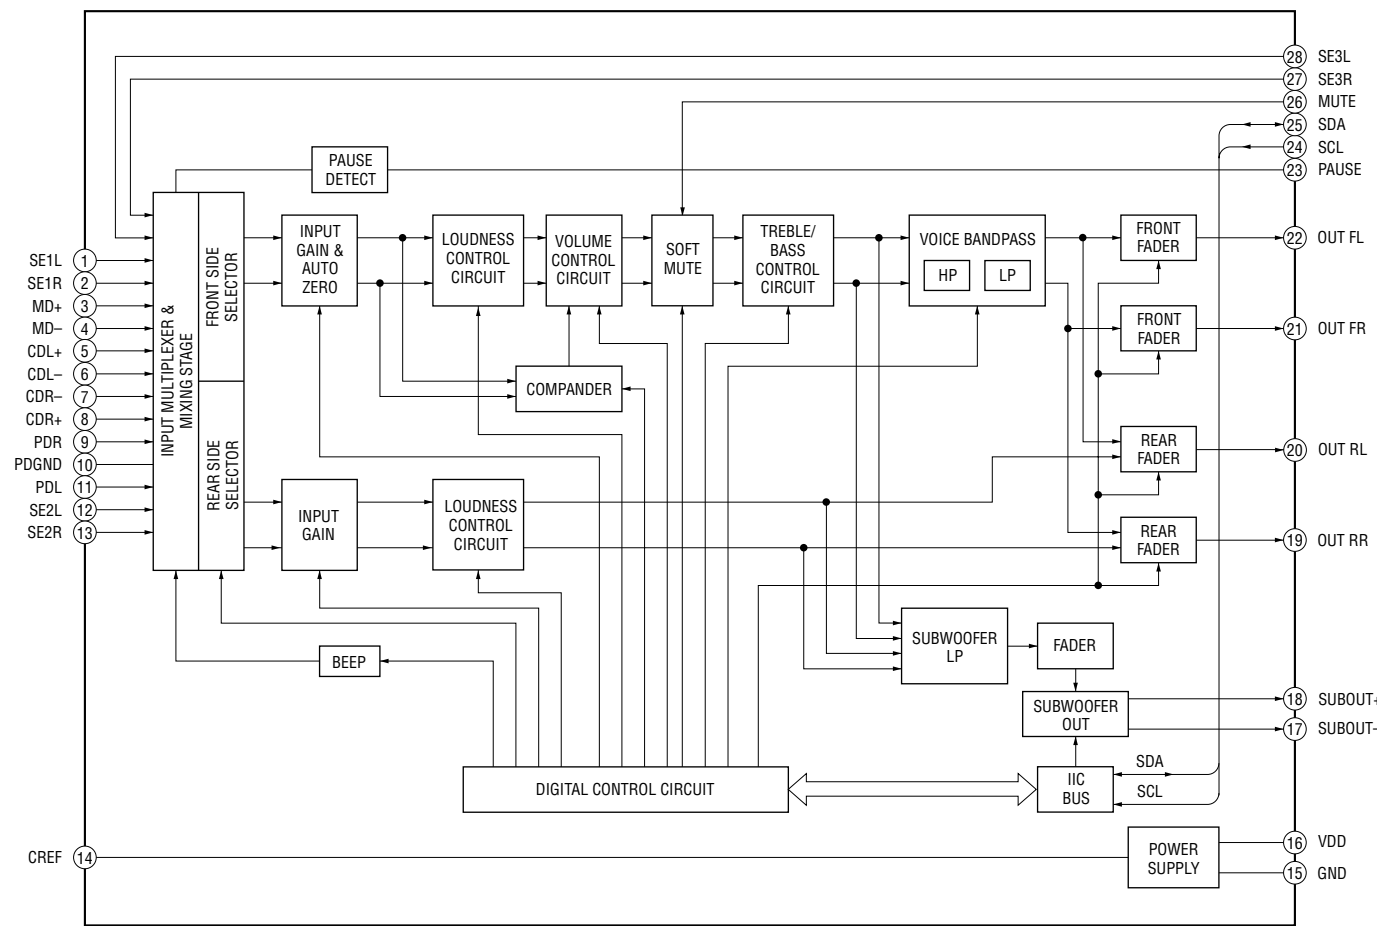 28 SE3L
27 SE3R
26 MUTE
25 SDA
24 SCL
PAUSE
DETECT
23 PAUSE
INPUT MULTIPLEXER &
MIXING STAGE
FRONT SIDE
SELECTOR
REAR SIDE
SELECTOR
INPUT
GAIN &
AUTO
ZERO
LOUDNESS
CONTROL
CIRCUIT
VOLUME
CONTROL
CIRCUIT
SOFT
MUTE
TREBLE/
BASS
CONTROL
CIRCUIT
VOICE BANDPASS
HP
LP
FRONT
FADER
22 OUT FL
FRONT
FADER
21 OUT FR
SE1L 1
SE1R 2
MD+ 3
MD– 4
CDL+ 5
CDL– 6
CDR– 7
CDR+ 8
PDR 9
PDGND 10
PDL 11
SE2L 12
SE2R 13
COMPANDER
REAR
FADER
20 OUT RL
INPUT
GAIN
LOUDNESS
CONTROL
CIRCUIT
REAR
FADER
19 OUT RR
BEEP
SUBWOOFER
LP
FADER
SUBWOOFER
OUT
18 SUBOUT+
17 SUBOUT–
DIGITAL CONTROL CIRCUIT
IIC
BUS
SDA
SCL
CREF 14
POWER
SUPPLY
16 VDD
15 GND